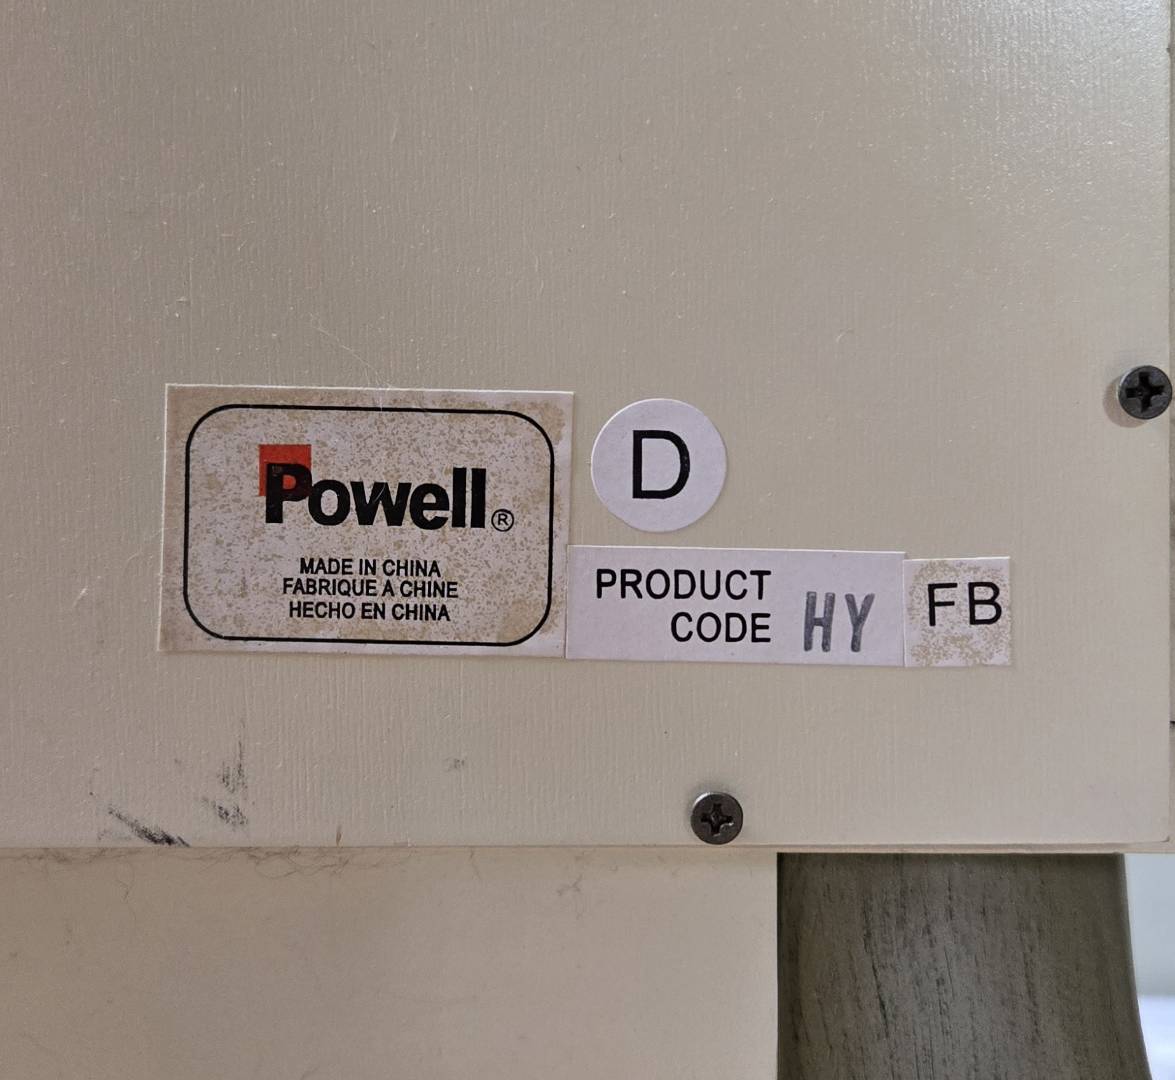 Powell®
MADE IN CHINA
FABRIQUE A CHINE
HECHO EN CHINA
D
PRODUCT
CODE HY
FB